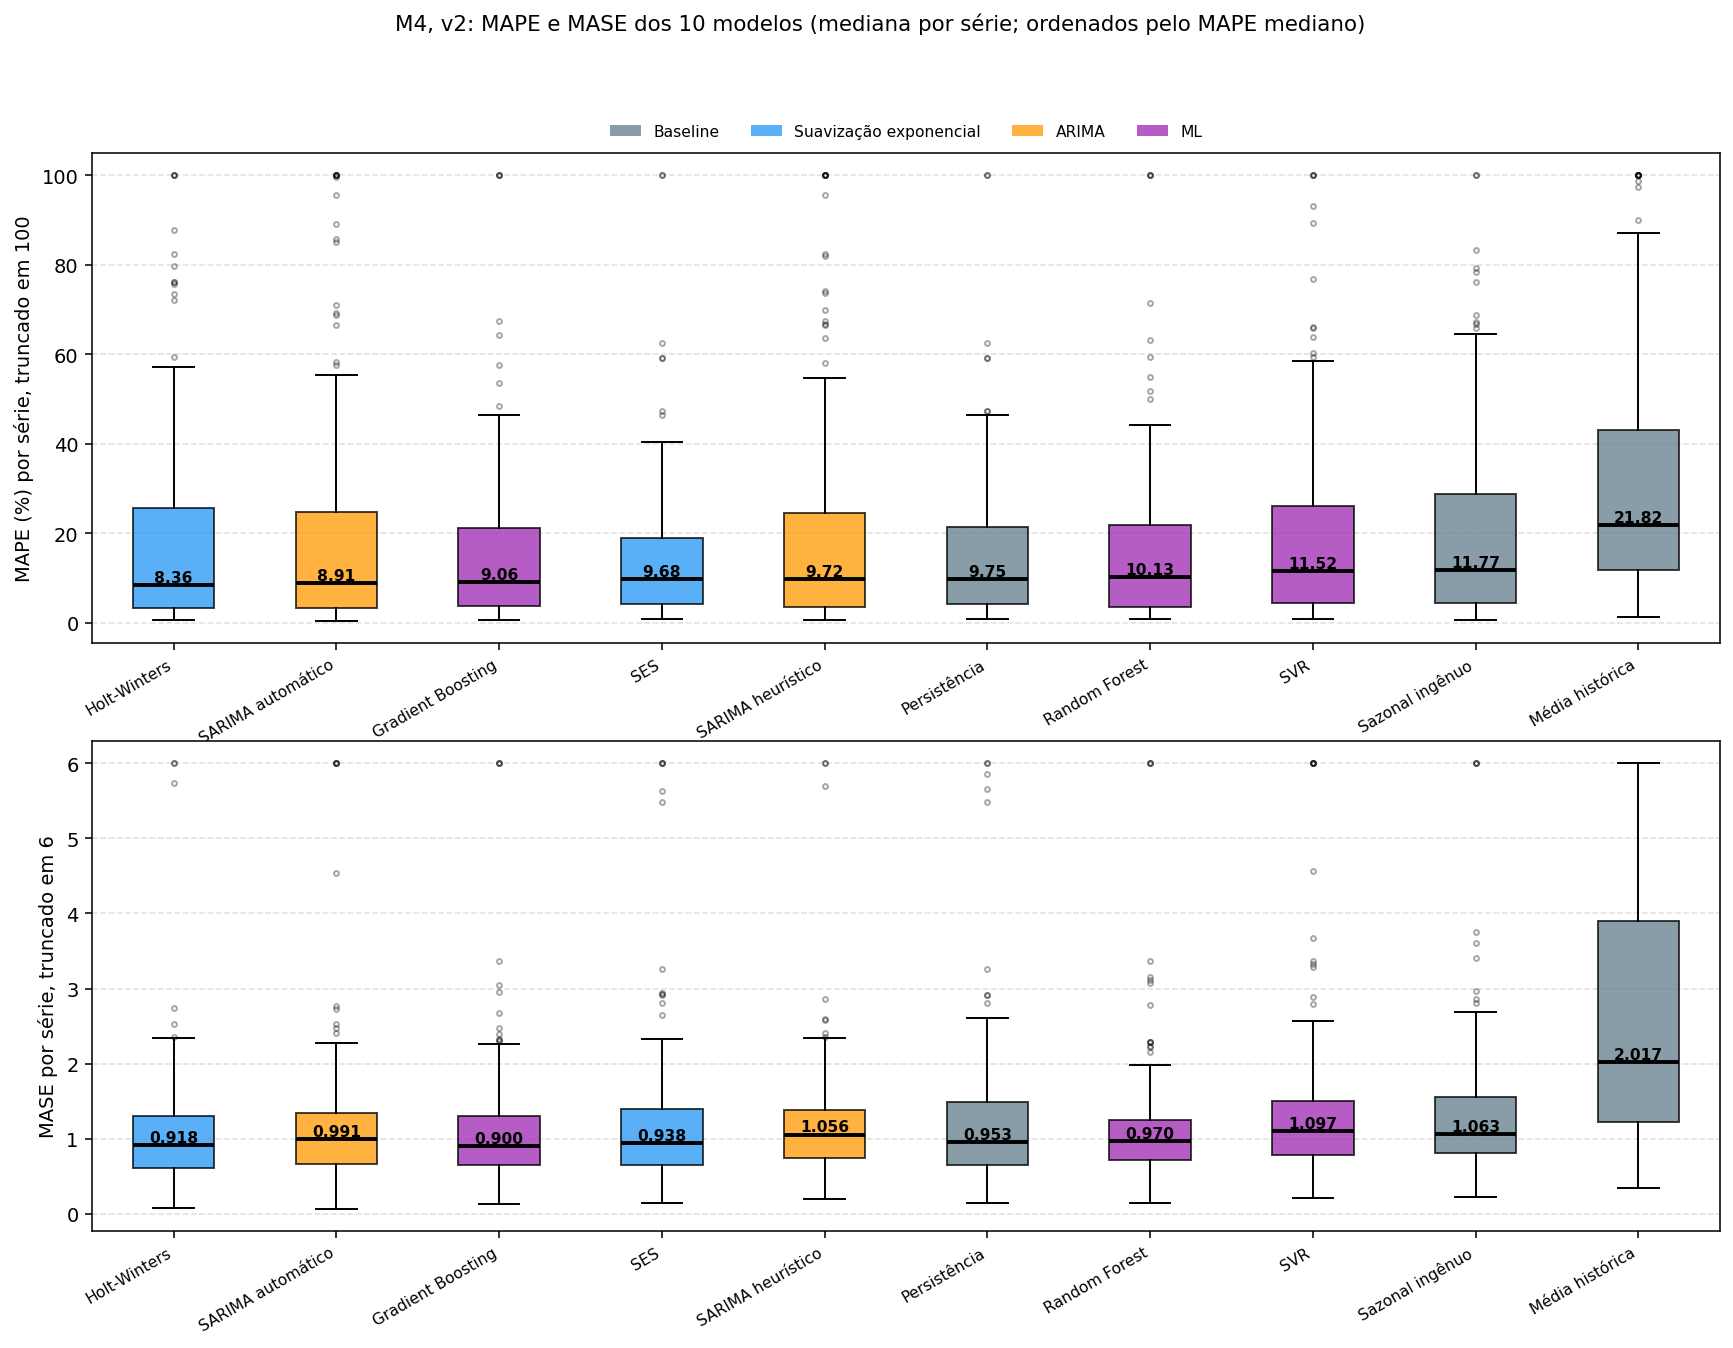 M4, v2: MAPE e MASE dos 10 modelos (mediana por série; ordenados pelo MAPE mediano)
Baseline Suavização exponencial ARIMA ML
MAPE (%) por série, truncado em 100
100
80
60
40
20
0
8.36 8.91 9.06 9.68 9.72 9.75 10.13 11.52 11.77 21.82
Holt-Winters SARIMA automático Gradient Boosting SES SARIMA heurístico Persistência Random Forest SVR Sazonal ingênuo Média histórica
MASE por série, truncado em 6
6
5
4
3
2
1
0
0.918 0.991 0.900 0.938 1.056 0.953 0.970 1.097 1.063 2.017
Holt-Winters SARIMA automático Gradient Boosting SES SARIMA heurístico Persistência Random Forest SVR Sazonal ingênuo Média histórica